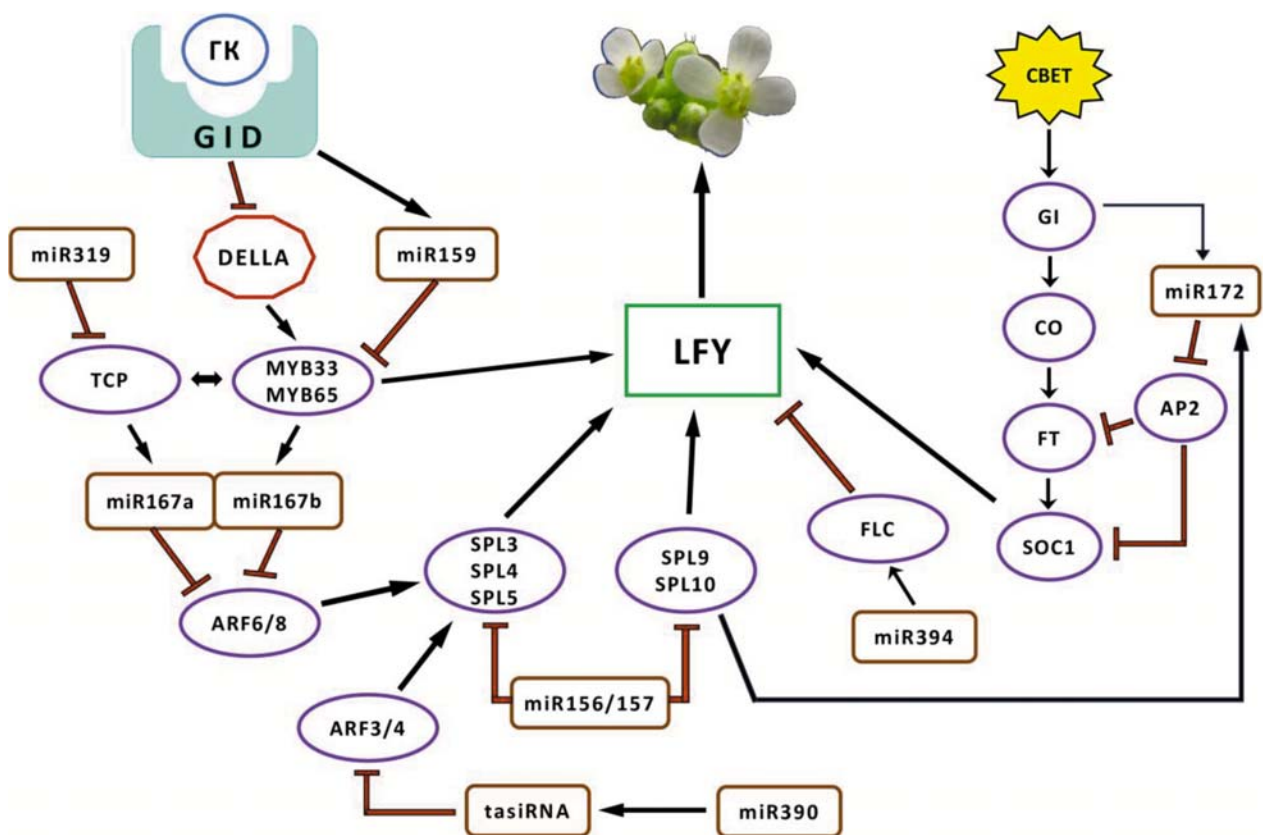 ГК
GID
СВЕТ
GI
miR319
DELLA
miR159
miR172
CO
LFY
TCP
MYB33
MYB65
AP2
FT
miR167a
miR167b
SPL3
SPL4
SPL5
SPL9
SPL10
FLC
SOC1
ARF6/8
miR394
miR156/157
ARF3/4
tasiRNA
miR390